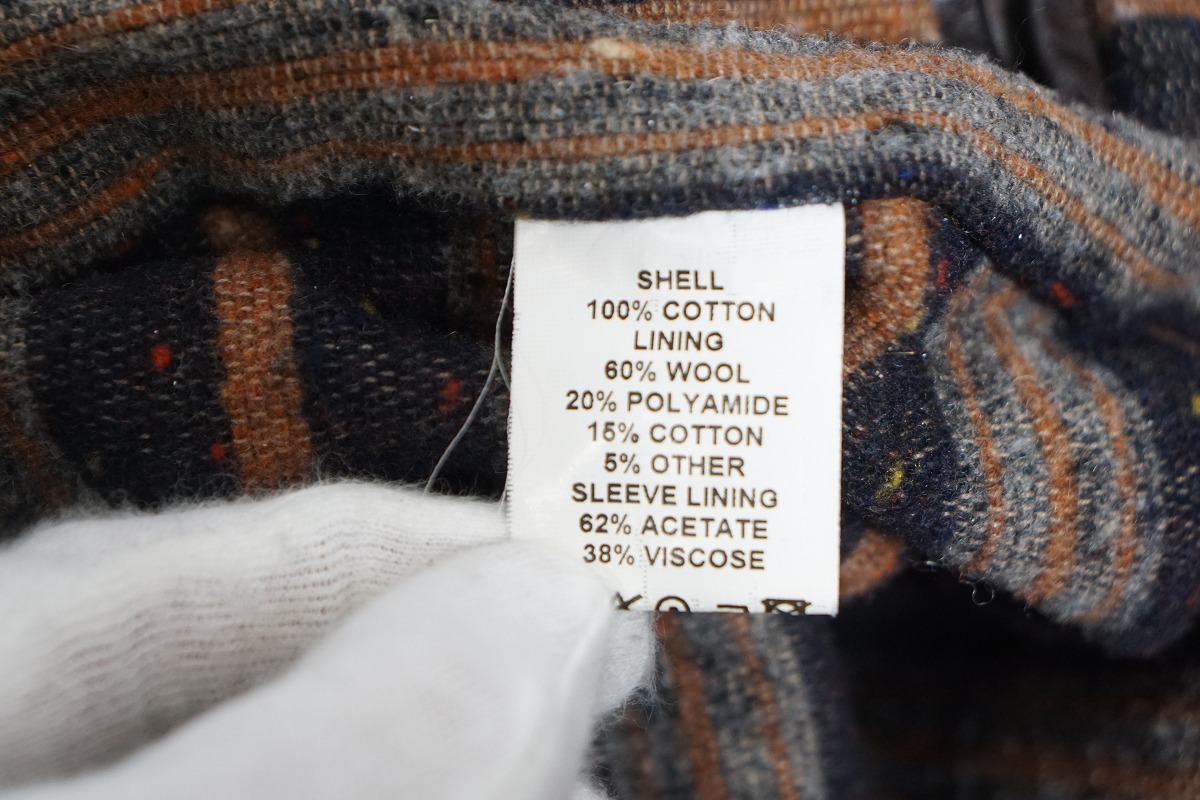 SHELL
100% COTTON
LINING
60% WOOL
20% POLYAMIDE
15% COTTON
5% OTHER
SLEEVE LINING
62% ACETATE
38% VISCOSE